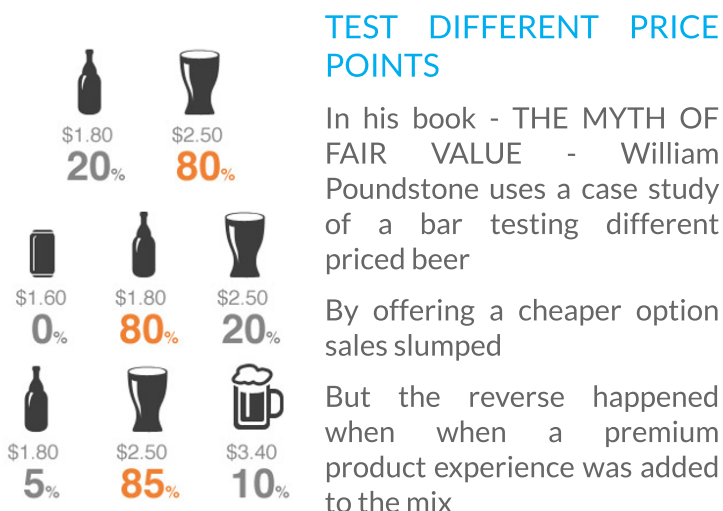 $1.80 $2.50
20% 80%
$1.60 $1.80 $2.50
0% 80% 20%
$1.80 $2.50 $3.40
5% 85% 10%
TEST DIFFERENT PRICE
POINTS
In his book - THE MYTH OF
FAIR VALUE - William
Poundstone uses a case study
of a bar testing different
priced beer
By offering a cheaper option
sales slumped
But the reverse happened
when when a premium
product experience was added
to the mix